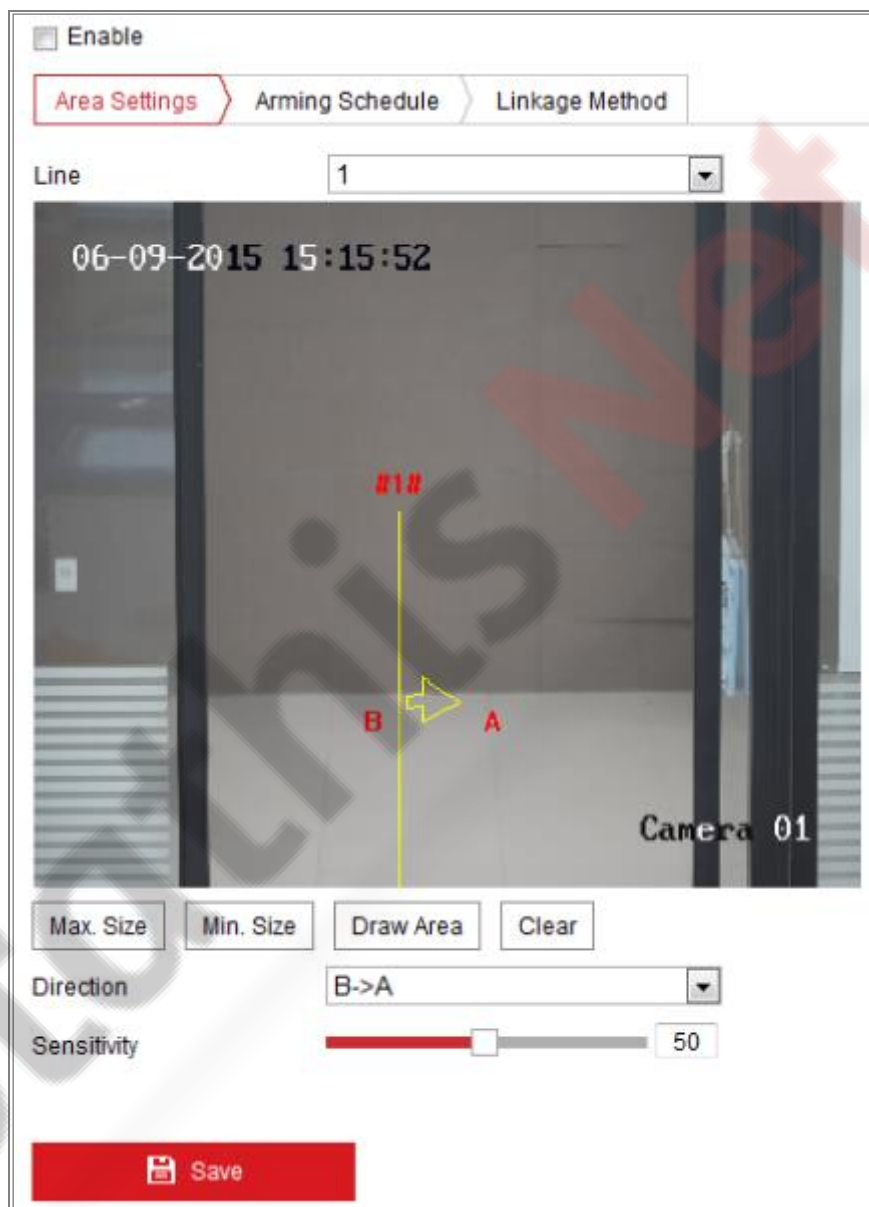 Enable
Area Settings Arming Schedule Linkage Method
Line 1
06-09-2015 15:15:52
#1#
B A
Camera 01
Max. Size Min. Size Draw Area Clear
Direction B->A
Sensitivity 50
Save